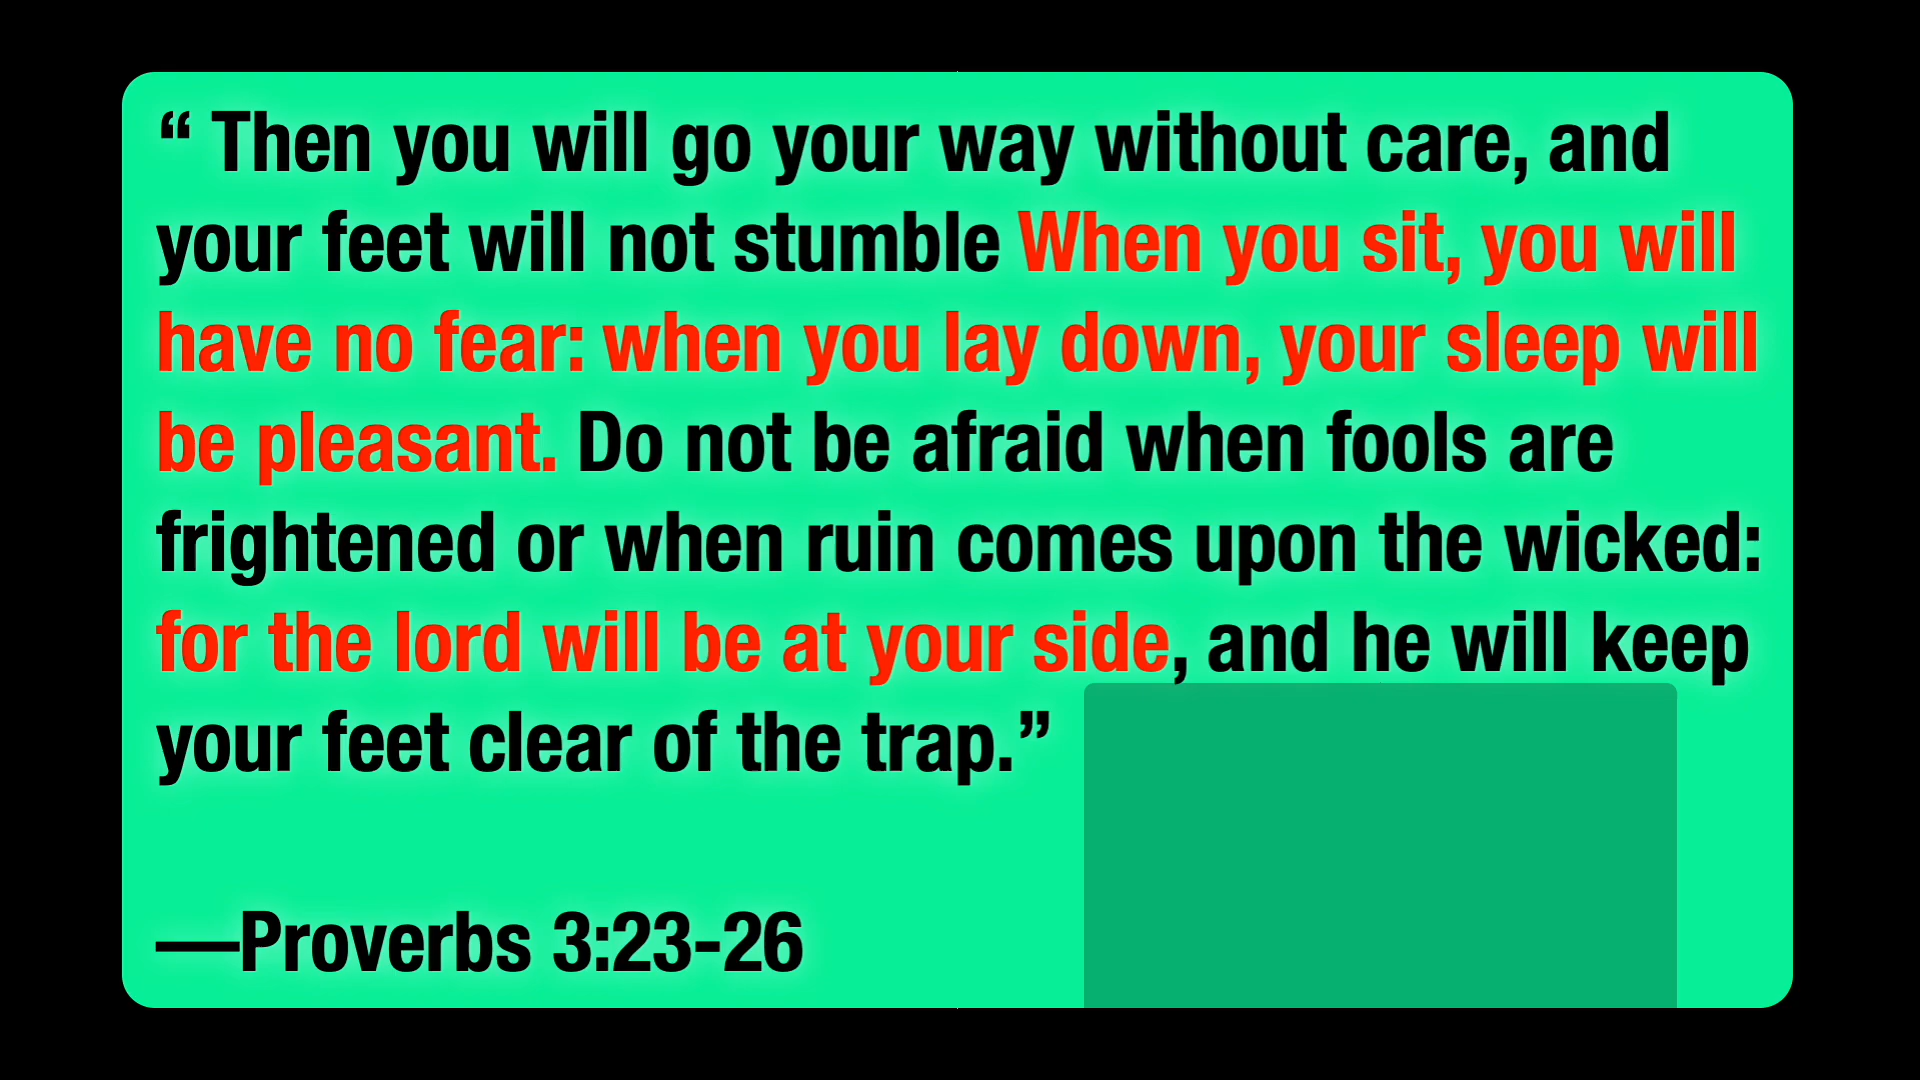 “ Then you will go your way without care, and
your feet will not stumble When you sit, you will
have no fear: when you lay down, your sleep will
be pleasant. Do not be afraid when fools are
frightened or when ruin comes upon the wicked:
for the lord will be at your side, and he will keep
your feet clear of the trap.”
—Proverbs 3:23-26